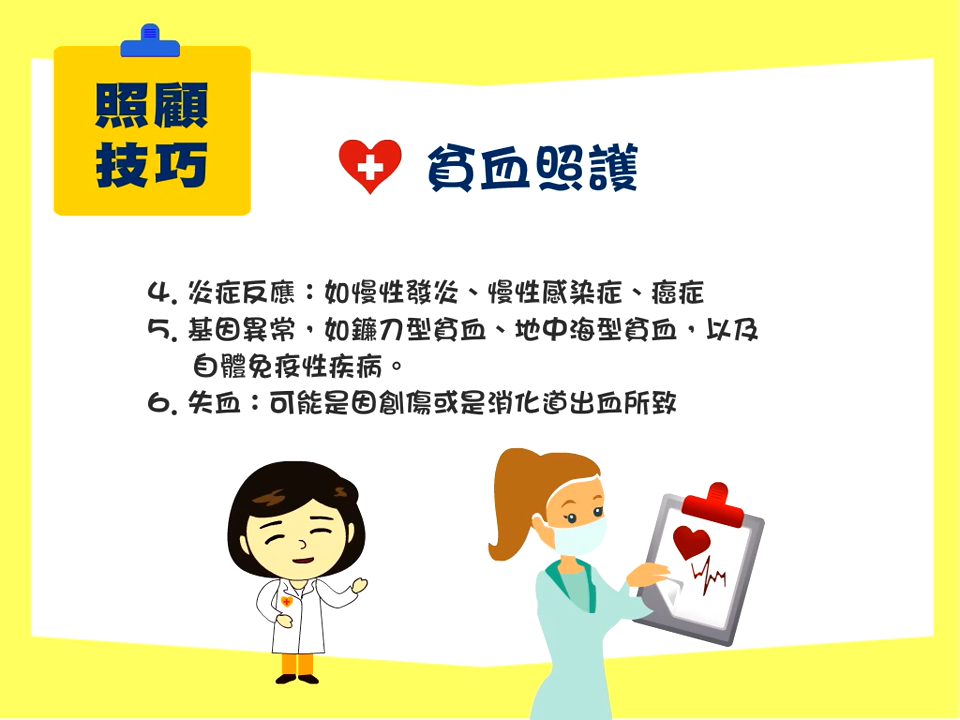 照顧
技巧
貧血照護
4. 炎症反應：如慢性發炎、慢性感染症、癌症
5. 基因異常，如鐮刀型貧血、地中海型貧血，以及
自體免疫性疾病。
6. 失血：可能是因創傷或是消化道出血所致